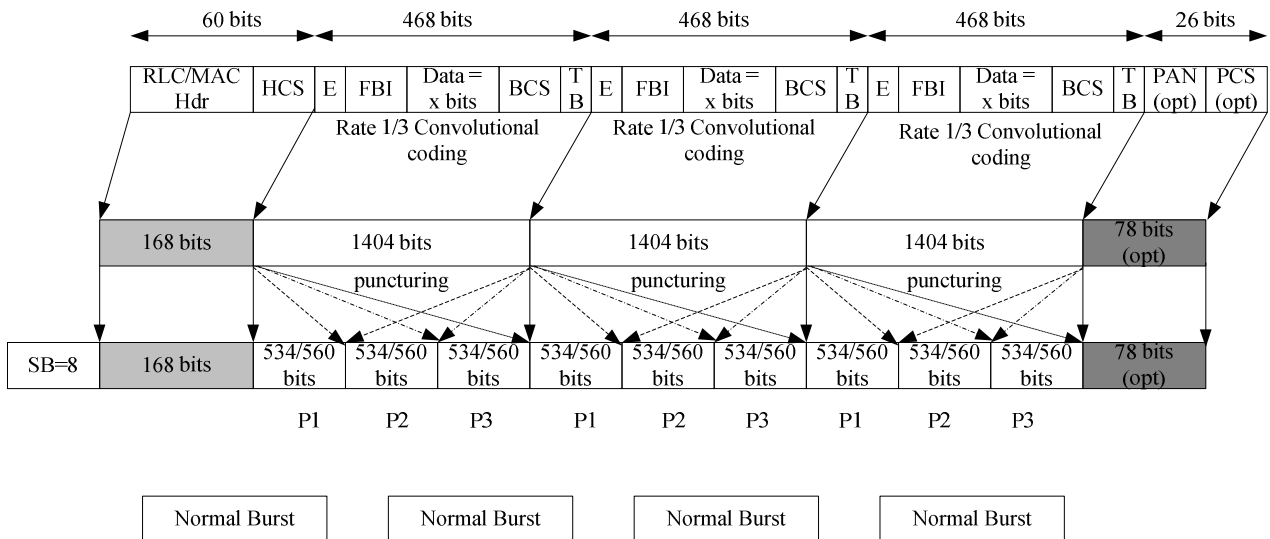 60 bits 468 bits 468 bits 468 bits 26 bits
RLC/MAC Hdr HCS E FBI Data = x bits BCS TB E FBI Data = x bits BCS TB E FBI Data = x bits BCS TB PAN (opt) PCS (opt)
Rate 1/3 Convolutional coding Rate 1/3 Convolutional coding Rate 1/3 Convolutional coding
168 bits 1404 bits 1404 bits 1404 bits 78 bits (opt)
puncturing puncturing puncturing
SB=8 168 bits 534/560 bits 534/560 bits 534/560 bits 534/560 bits 534/560 bits 534/560 bits 534/560 bits 534/560 bits 534/560 bits 78 bits (opt)
P1 P2 P3 P1 P2 P3 P1 P2 P3
Normal Burst Normal Burst Normal Burst Normal Burst